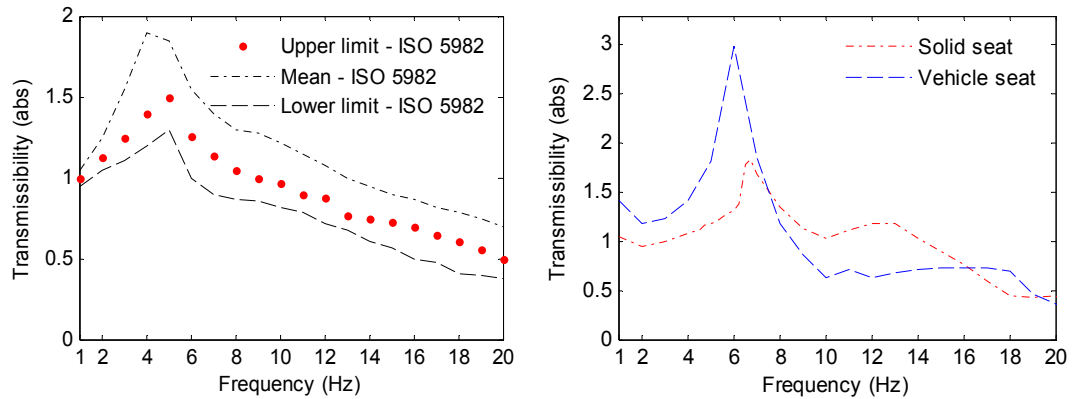 2
1.5
1
0.5
0
Transmissibility (abs)
Upper limit - ISO 5982
Mean - ISO 5982
Lower limit - ISO 5982
1 2 4 6 8 10 12 14 16 18 20
Frequency (Hz)
3
2.5
2
1.5
1
0.5
0
Transmissibility (abs)
Solid seat
Vehicle seat
1 2 4 6 8 10 12 14 16 18 20
Frequency (Hz)